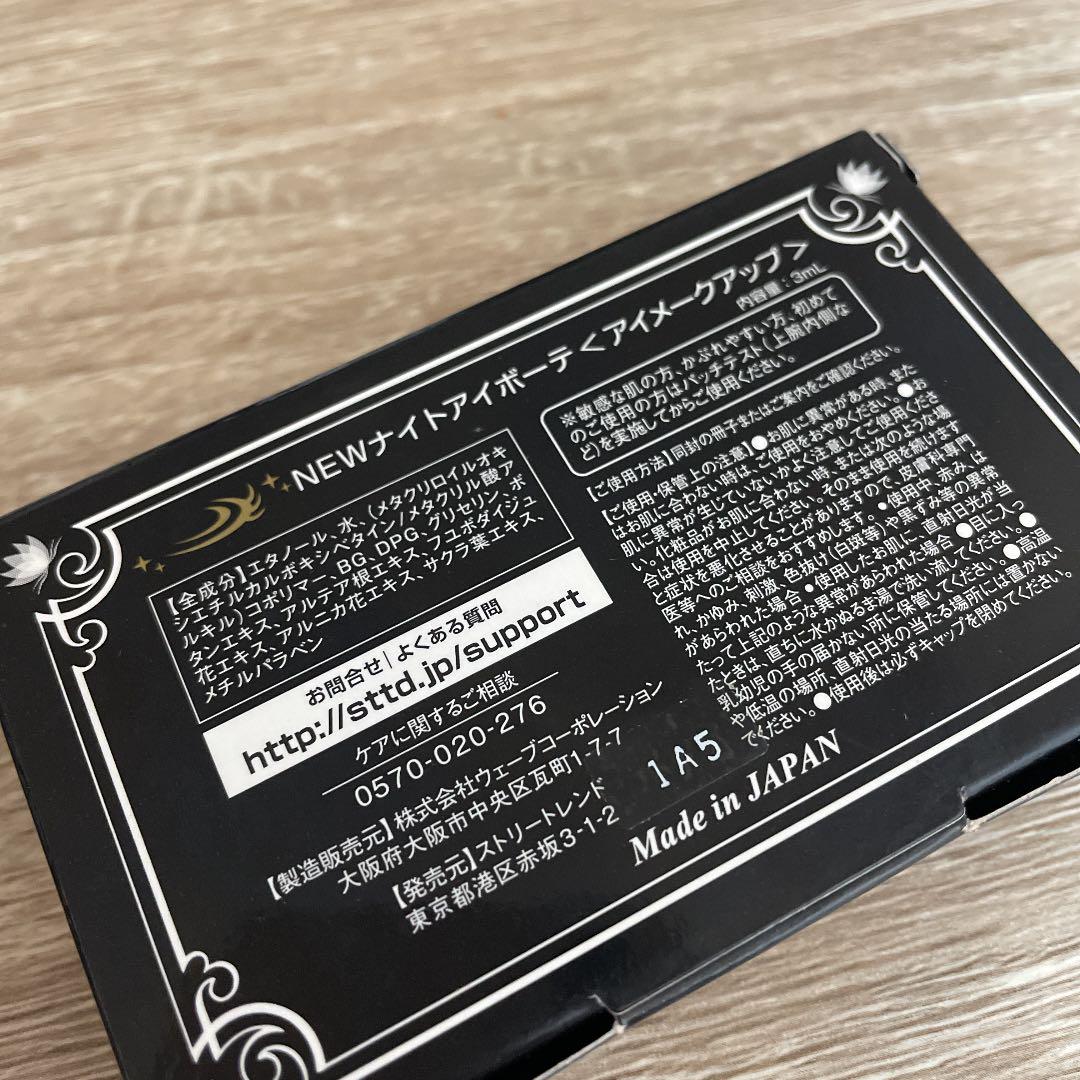 NEWナイトアイボーテ<アイメークアップ>
内容量:3mL
【全成分】エタノール、水、(メタクリロイルオキ
シエチルカルボキシベタイン/メタクリル酸ア
ルキル)コポリマー、BG、DPG、グリセリン、ボ
タンエキス、アルテア根エキス、フユボダイジュ
花エキス、アルニカ花エキス、サクラ葉エキス、
メチルパラベン
お問合せ|よくある質問
http://sttd.jp/support
ケアに関するご相談
0570-020-276
【製造販売元】株式会社ウェーブコーポレーション
大阪府大阪市中央区瓦町1-7-7
【発売元】ストリートレンド
東京都港区赤坂3-1-2
※敏感な肌の方、かぶれやすい方、初めて
のご使用の方はパッチテスト(上腕内側な
ど)を実施してからご使用ください。
【ご使用方法】同封の冊子またはご案内をご確認ください。
【ご使用・保管上の注意】●お肌に異常がある時、また
はお肌に合わない時は、ご使用をおやめください。●お
肌に異常が生じていないかよく注意してご使用くださ
い。化粧品がお肌に合わない時、または次のような場
合は使用を中止してください。そのまま使用を続けます
と症状を悪化させることがありますので、皮膚科専門
医等へのご相談をおすすめします。・使用中、赤み、は
れ、かゆみ、刺激、色抜け(白斑等)や黒ずみ等の異常
があらわれた場合・使用したお肌に、直射日光が当
たって上記のような異常があらわれた場合●目に入っ
たときは、直ちに水かぬるま湯で洗い流してください。●
乳幼児の手の届かない所に保管してください。●高温
や低温の場所、直射日光の当たる場所には置かない
でください。●使用後は必ずキャップを閉めてください。
1A5
Made in JAPAN